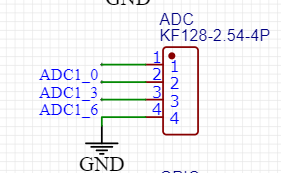 GND
ADC
KF128-2.54-4P
1 1
ADC1_0 2 2
ADC1_3 3 3
ADC1_6 4 4
GND